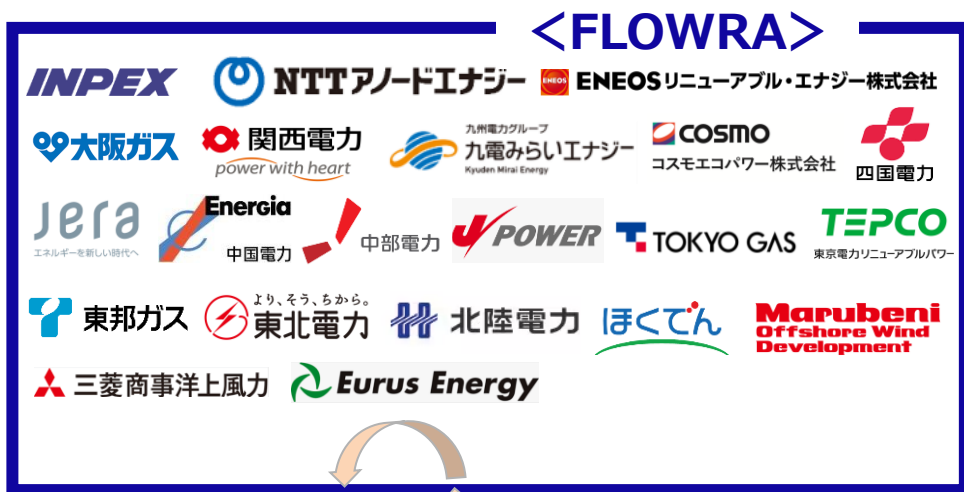 ＜FLOWRA＞
INPEX
NTTアノードエナジー
ENEOS
ENEOSリニューアブル・エナジー株式会社
大阪ガス
関西電力
power with heart
九州電力グループ
九電みらいエナジー
Kyuden Mirai Energy
COSMO
コスモエコパワー株式会社
四国電力
Jera
エネルギーを新しい時代へ
Energia
中国電力
中部電力
J POWER
TOKYO GAS
TEPCO
東京電力リニューアブルパワー
東邦ガス
より、そう、ちから。
東北電力
北陸電力
ほくでん
Marubeni
Offshore Wind
Development
三菱商事洋上風力
Eurus Energy